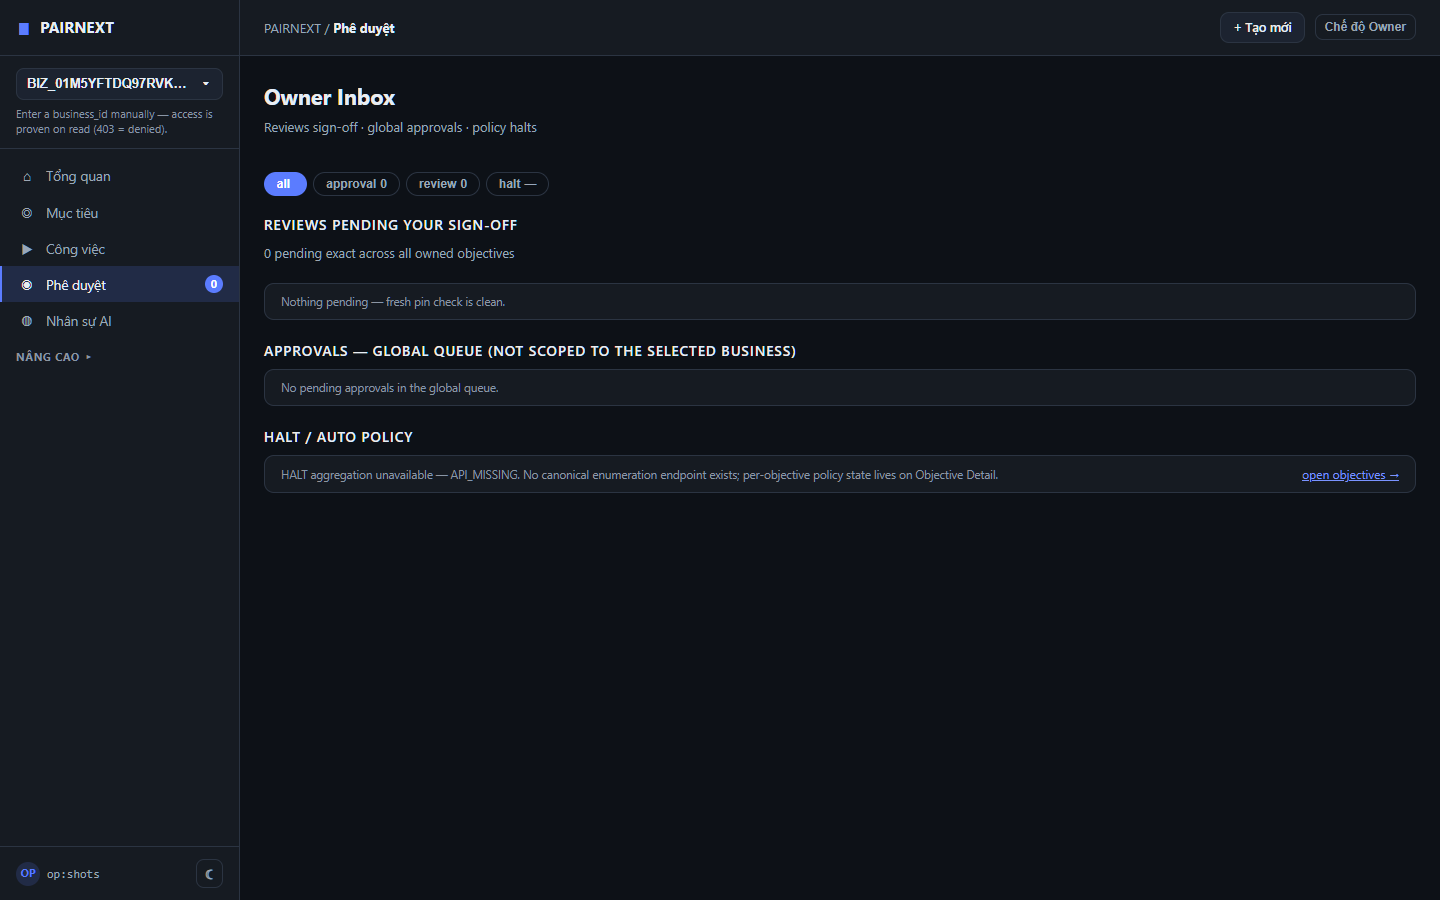 PAIRNEXT
BIZ_01M5YFTDQ97RVK...
Enter a business_id manually — access is
proven on read (403 = denied).
Tổng quan
Mục tiêu
Công việc
Phê duyệt 0
Nhân sự AI
NÂNG CAO ▸
OP op:shots
PAIRNEXT / Phê duyệt
+ Tạo mới
Chế độ Owner
Owner Inbox
Reviews sign-off · global approvals · policy halts
all
approval 0
review 0
halt —
REVIEWS PENDING YOUR SIGN-OFF
0 pending exact across all owned objectives
Nothing pending — fresh pin check is clean.
APPROVALS — GLOBAL QUEUE (NOT SCOPED TO THE SELECTED BUSINESS)
No pending approvals in the global queue.
HALT / AUTO POLICY
HALT aggregation unavailable — API_MISSING. No canonical enumeration endpoint exists; per-objective policy state lives on Objective Detail.
open objectives →